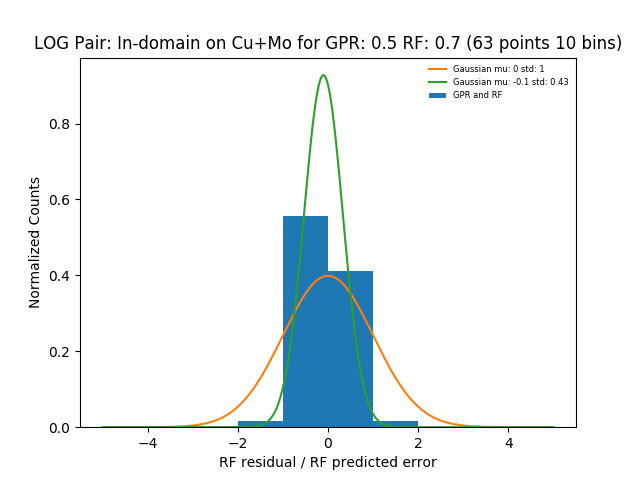 LOG Pair: In-domain on Cu+Mo for GPR: 0.5 RF: 0.7 (63 points 10 bins)
Gaussian mu: 0 std: 1
Gaussian mu: -0.1 std: 0.43
GPR and RF
Normalized Counts
0.8
0.6
0.4
0.2
0.0
−4 −2 0 2 4
RF residual / RF predicted error